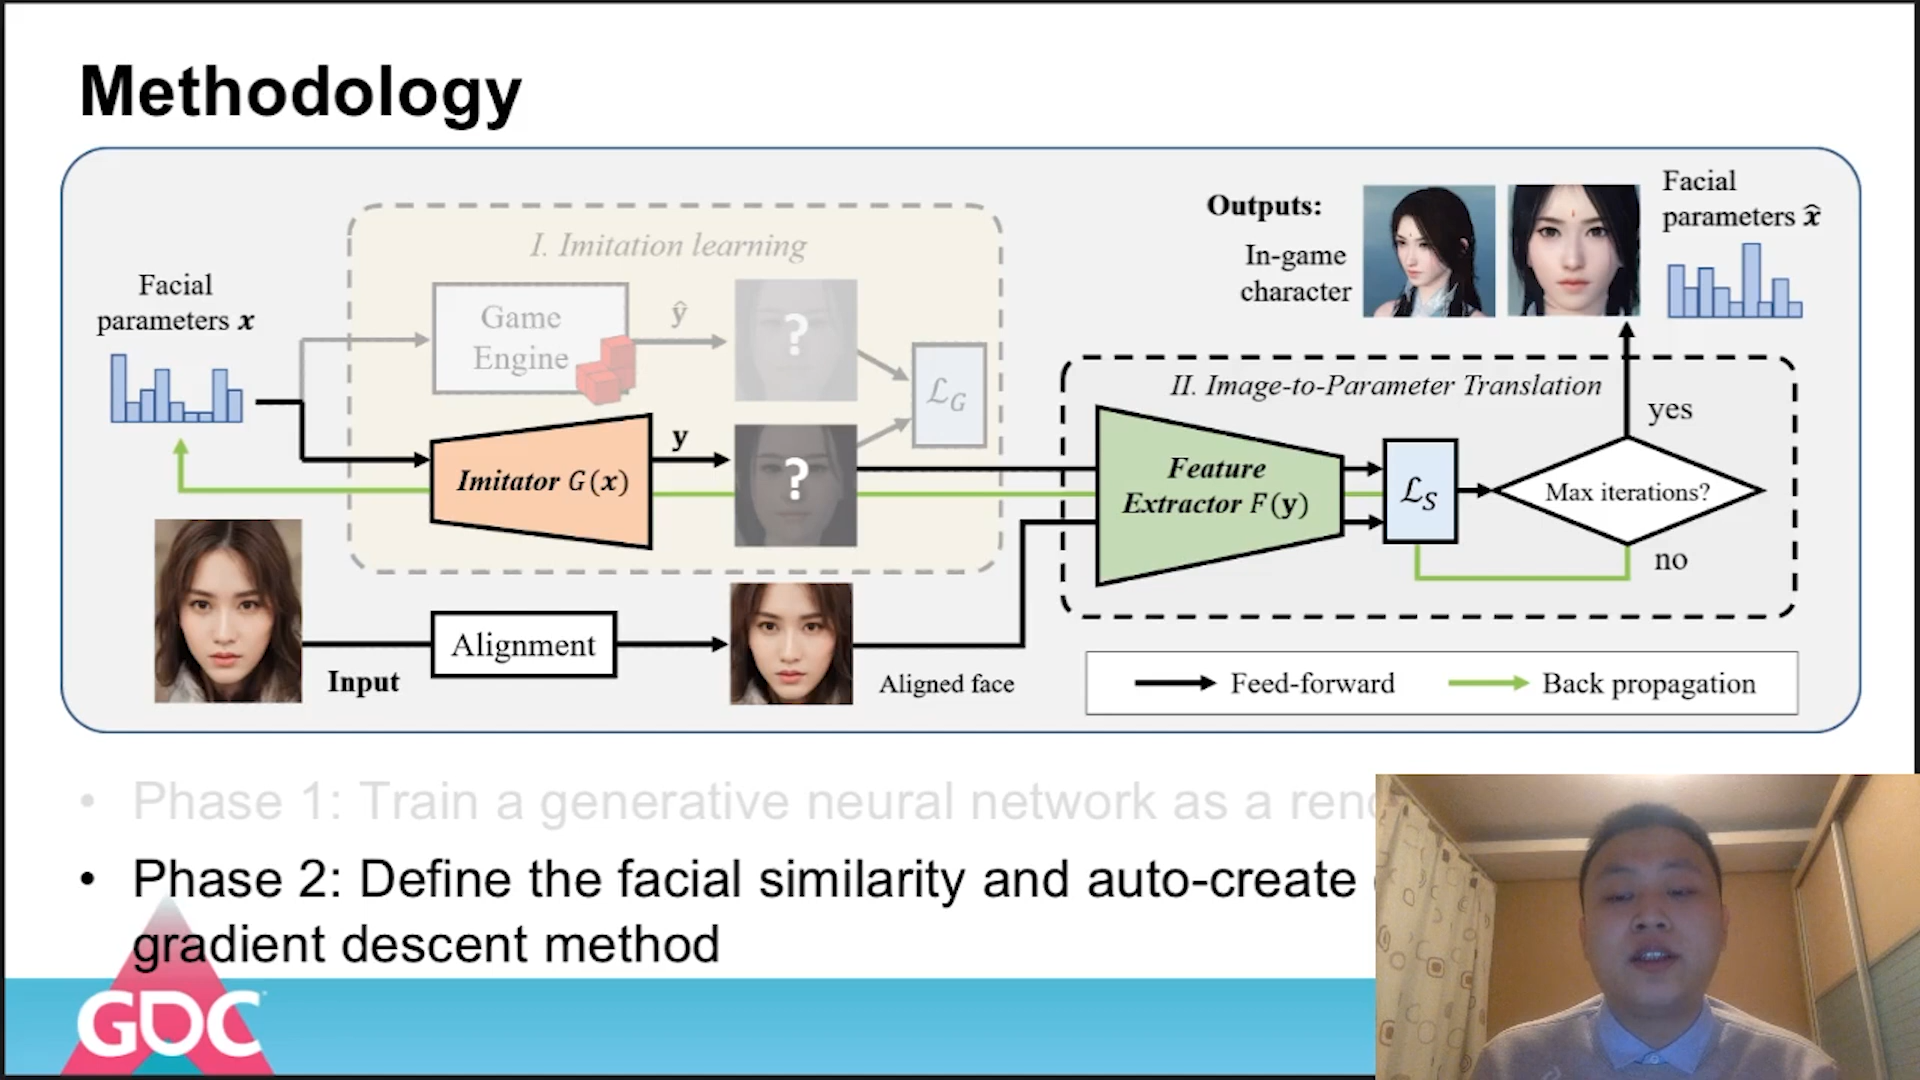 Methodology
I. Imitation learning
Facial
parameters x
Game
Engine
ŷ
?
ℒG
Imitator G(x)
y
?
Input
Alignment
Aligned face
Outputs:
In-game
character
Facial
parameters x̂
II. Image-to-Parameter Translation
Feature
Extractor F(y)
ℒS
Max iterations?
yes
no
Feed-forward
Back propagation
• Phase 1: Train a generative neural network as a
• Phase 2: Define the facial similarity and auto-create
gradient descent method
GDC